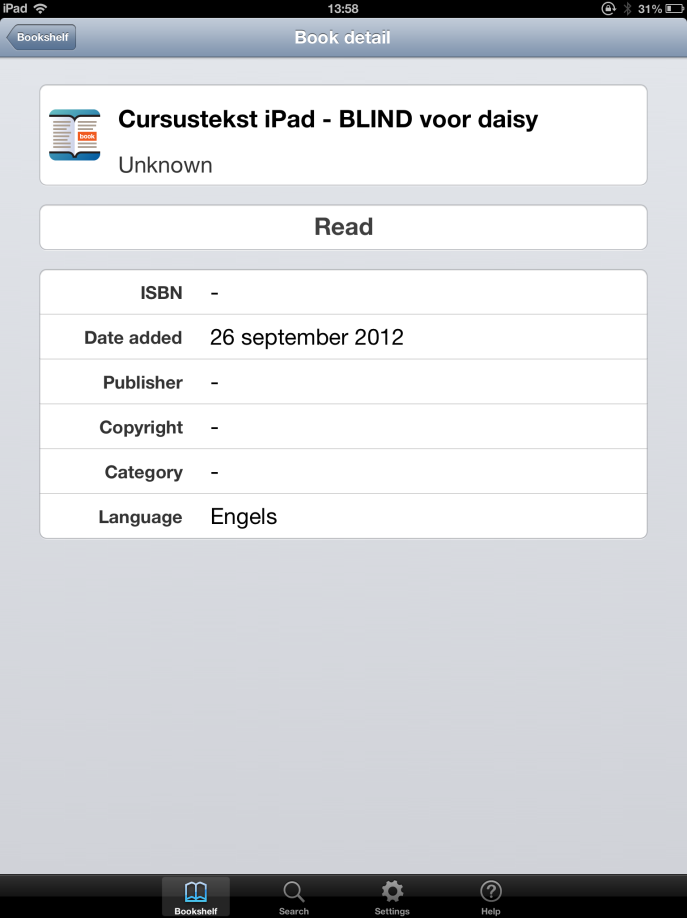 iPad 13:58 31%
Bookshelf Book detail
book
Cursustekst iPad - BLIND voor daisy
Unknown
Read
ISBN -
Date added 26 september 2012
Publisher -
Copyright -
Category -
Language Engels
Bookshelf Search Settings Help